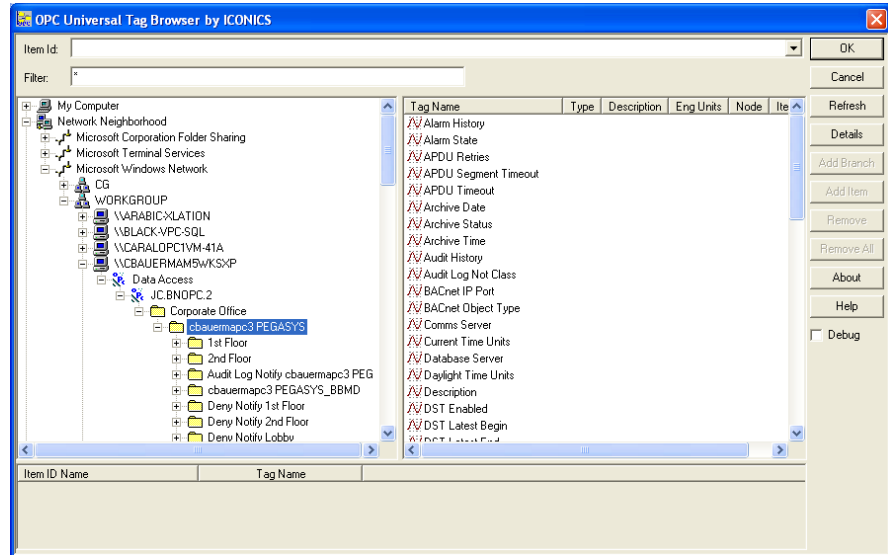 OPC Universal Tag Browser by ICONICS
Item Id:
OK
Filter: *
Cancel
My Computer
Network Neighborhood
Microsoft Corporation Folder Sharing
Microsoft Terminal Services
Microsoft Windows Network
CG
WORKGROUP
\\ARABIC-XLATION
\\BLACK-VPC-SQL
\\CARALOPC1VM-41A
\\CBAUERMAM5WKSXP
Data Access
JC.BNOPC.2
Corporate Office
cbauermapc3 PEGASYS
1st Floor
2nd Floor
Audit Log Notify cbauermapc3 PEG
cbauermapc3 PEGASYS_BBMD
Deny Notify 1st Floor
Deny Notify 2nd Floor
Deny Notify Lobby
Tag Name Type Description Eng Units Node Ite
Alarm History
Alarm State
APDU Retries
APDU Segment Timeout
APDU Timeout
Archive Date
Archive Status
Archive Time
Audit History
Audit Log Not Class
BACnet IP Port
BACnet Object Type
Comms Server
Current Time Units
Database Server
Daylight Time Units
Description
DST Enabled
DST Latest Begin
DST Latest End
Refresh
Details
Add Branch
Add Item
Remove
Remove All
About
Help
Debug
Item ID Name Tag Name